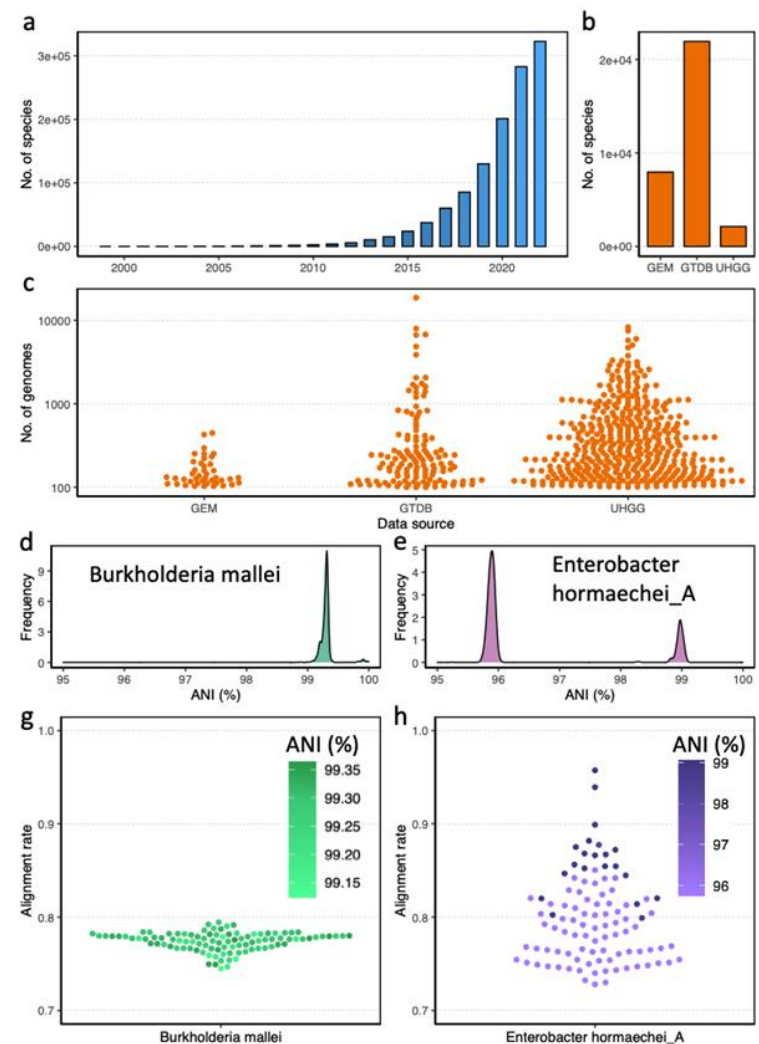 a
No. of species
3e+05
2e+05
1e+05
0e+00
2000 2005 2010 2015 2020
b
No. of species
2e+04
1e+04
0e+00
GEM GTDB UHGG
c
No. of genomes
10000
1000
100
GEM GTDB UHGG
Data source
d
Burkholderia mallei
Frequency
9
6
3
0
95 96 97 98 99 100
ANI (%)
e
Enterobacter
hormaechei_A
Frequency
5
4
3
2
1
0
95 96 97 98 99 100
ANI (%)
g
Alignment rate
1.0
0.9
0.8
0.7
ANI (%)
99.35
99.30
99.25
99.20
99.15
Burkholderia mallei
h
Alignment rate
1.0
0.9
0.8
0.7
ANI (%)
99
98
97
96
Enterobacter hormaechei_A